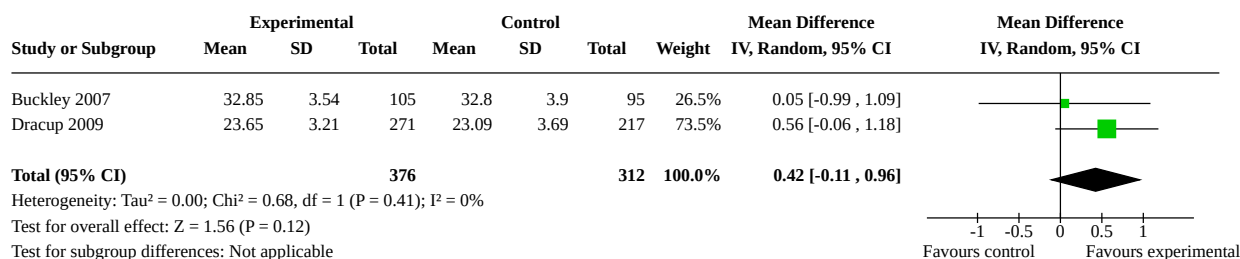 Experimental Control Mean Difference Mean Difference
Study or Subgroup Mean SD Total Mean SD Total Weight IV, Random, 95% CI IV, Random, 95% CI
Buckley 2007 32.85 3.54 105 32.8 3.9 95 26.5% 0.05 [-0.99 , 1.09]
Dracup 2009 23.65 3.21 271 23.09 3.69 217 73.5% 0.56 [-0.06 , 1.18]
Total (95% CI) 376 312 100.0% 0.42 [-0.11 , 0.96]
Heterogeneity: Tau² = 0.00; Chi² = 0.68, df = 1 (P = 0.41); I² = 0%
Test for overall effect: Z = 1.56 (P = 0.12)
-1 -0.5 0 0.5 1
Test for subgroup differences: Not applicable
Favours control Favours experimental